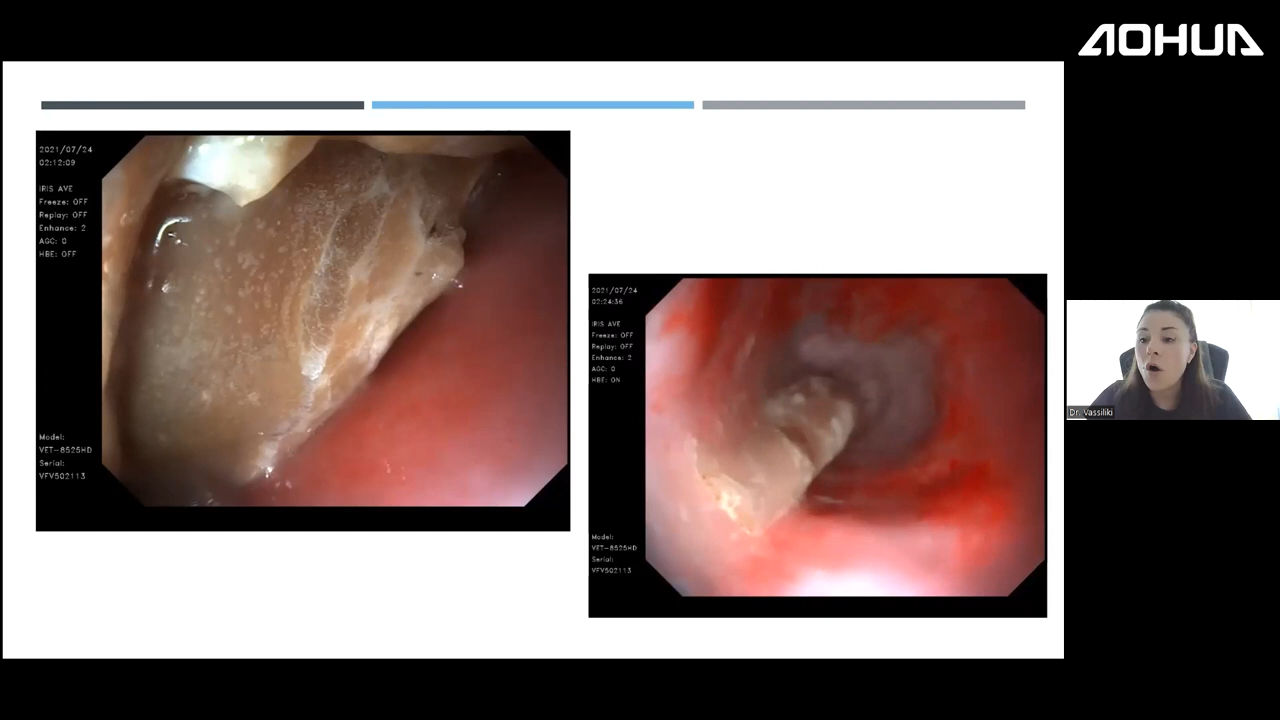 AOHUA
2021/07/24
02:12:09
IRIS AVE
Freeze: OFF
Replay: OFF
Enhance: 2
AGC: 0
HBE: OFF
Model:
VET-8525HD
Serial:
VFV502113
2021/07/24
02:24:36
IRIS AVE
Freeze: OFF
Replay: OFF
Enhance: 2
AGC: 0
HBE: ON
Model:
VET-8525HD
Serial:
VFV502113
Dr. Vassiliki